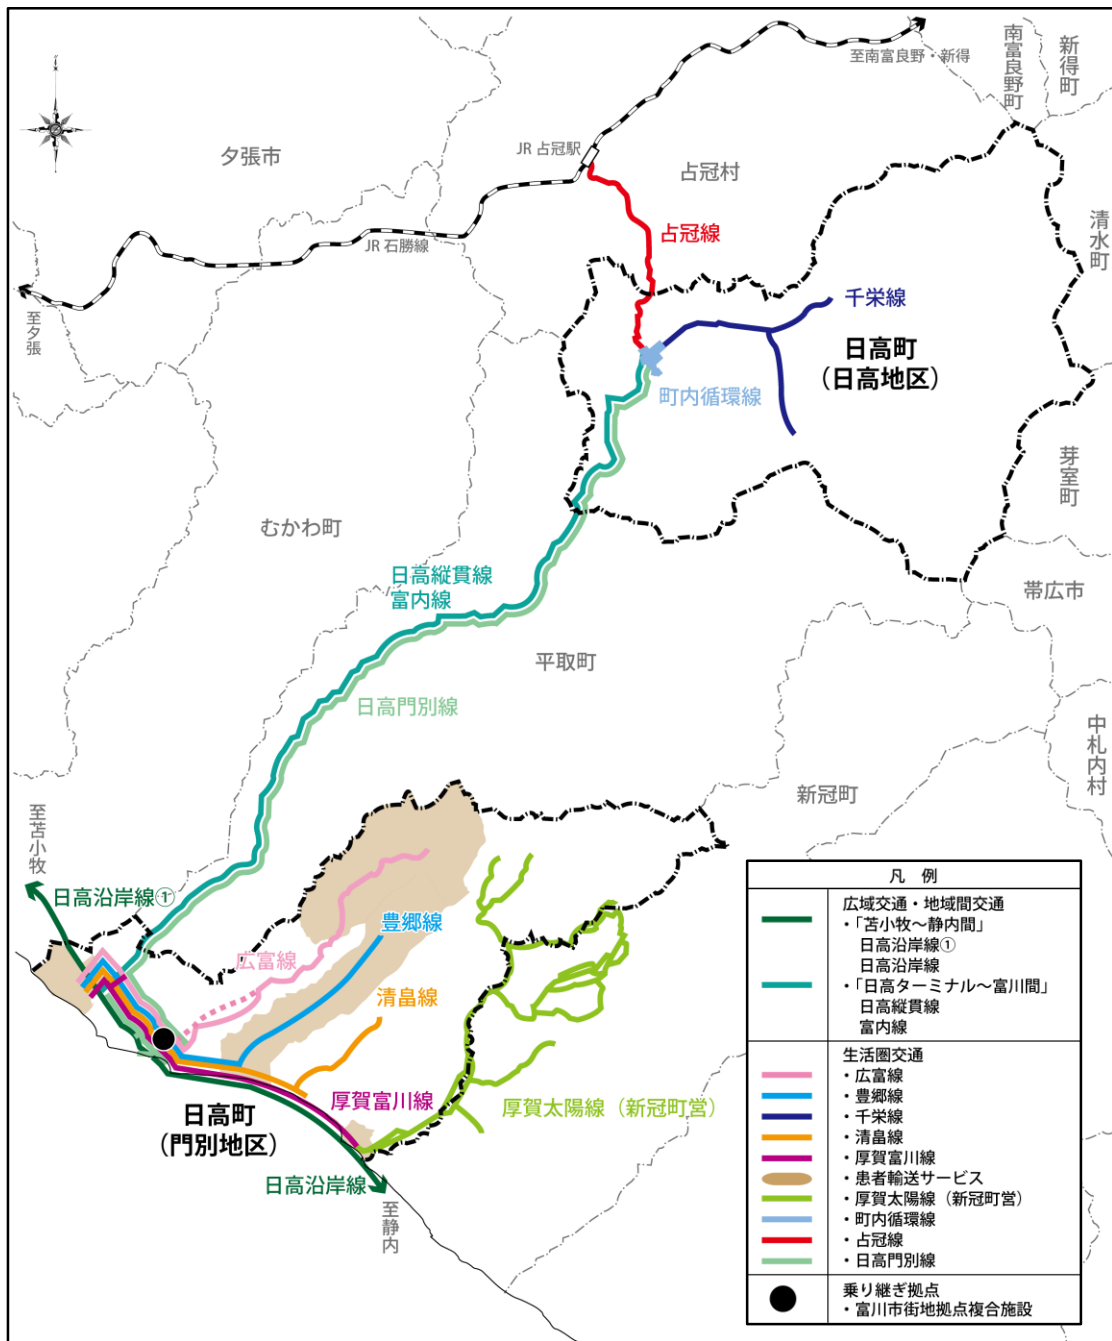 至南富良野・新得
南富良野町
新得町
JR 占冠駅
夕張市
占冠村
清水町
占冠線
JR 石勝線
千栄線
至夕張
日高町
（日高地区）
町内循環線
芽室町
むかわ町
日高縦貫線
富内線
帯広市
平取町
日高門別線
中札内村
新冠町
至苫小牧
日高沿岸線①
豊郷線
広富線
清畠線
厚賀富川線
厚賀太陽線（新冠町営）
日高町
（門別地区）
日高沿岸線
至静内
凡　例
広域交通・地域間交通
・「苫小牧～静内間」
日高沿岸線①
日高沿岸線
・「日高ターミナル～富川間」
日高縦貫線
富内線
生活圏交通
・広富線
・豊郷線
・千栄線
・清畠線
・厚賀富川線
・患者輸送サービス
・厚賀太陽線（新冠町営）
・町内循環線
・占冠線
・日高門別線
乗り継ぎ拠点
・富川市街地拠点複合施設